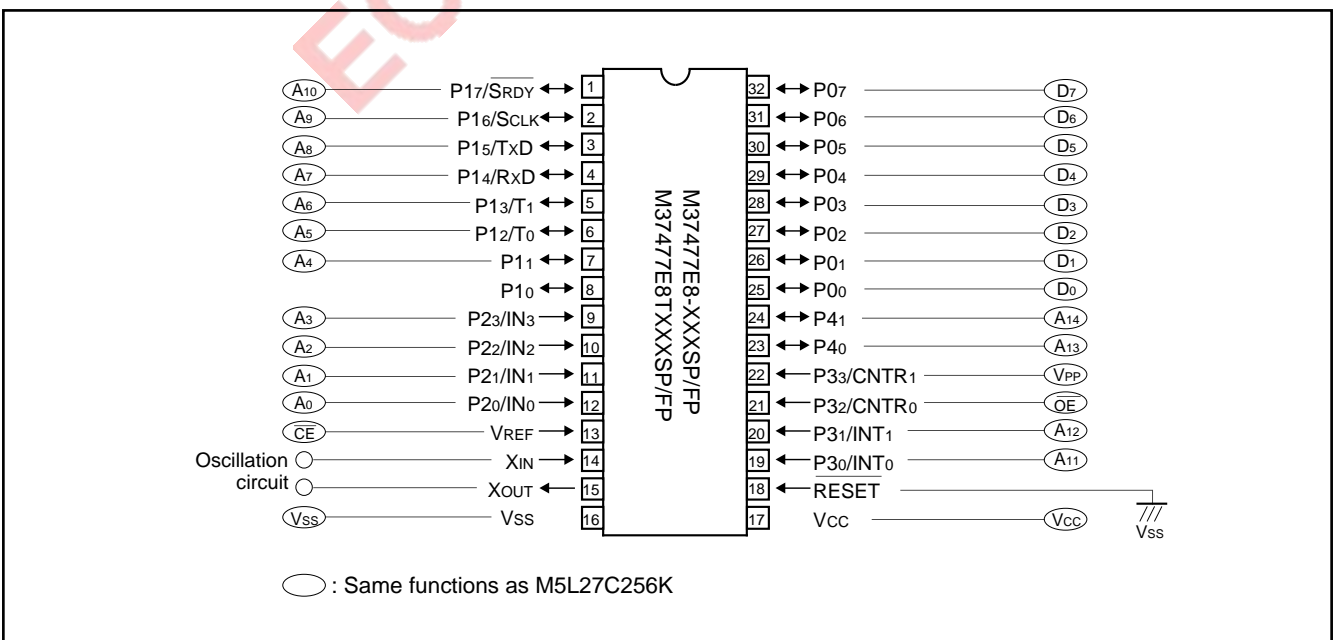 EC
A10 P17/SRDY 1 32 P07 D7
A9 P16/SCLK 2 31 P06 D6
A8 P15/TXD 3 30 P05 D5
A7 P14/RXD 4 29 P04 D4
A6 P13/T1 5 28 P03 D3
A5 P12/T0 6 27 P02 D2
A4 P11 7 26 P01 D1
P10 8 25 P00 D0
A3 P23/IN3 9 24 P41 A14
A2 P22/IN2 10 23 P40 A13
A1 P21/IN1 11 22 P33/CNTR1 VPP
A0 P20/IN0 12 21 P32/CNTR0 OE
CE VREF 13 20 P31/INT1 A12
Oscillation XIN 14 19 P30/INT0 A11
circuit XOUT 15 18 RESET
VSS VSS 16 17 VCC VCC VSS
M37477E8-XXXSP/FP
M37477E8TXXXSP/FP
: Same functions as M5L27C256K